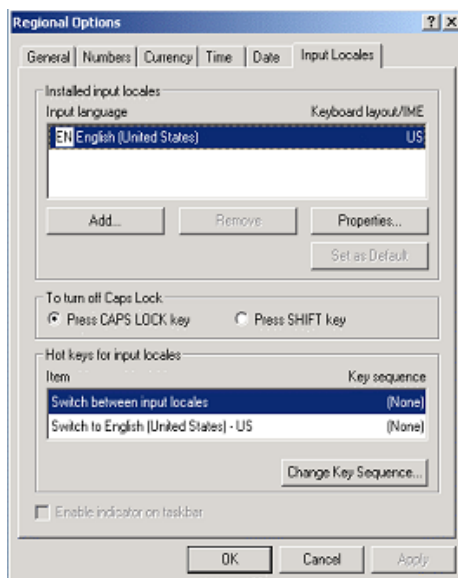 Regional Options
General Numbers Currency Time Date Input Locales
Installed input locales
Input language Keyboard layout/IME
EN English (United States) US
Add... Remove Properties...
Set as Default
To turn off Caps Lock
Press CAPS LOCK key Press SHIFT key
Hot keys for input locales
Item Key sequence
Switch between input locales (None)
Switch to English (United States) - US (None)
Change Key Sequence...
Enable indicator on taskbar
OK Cancel Apply